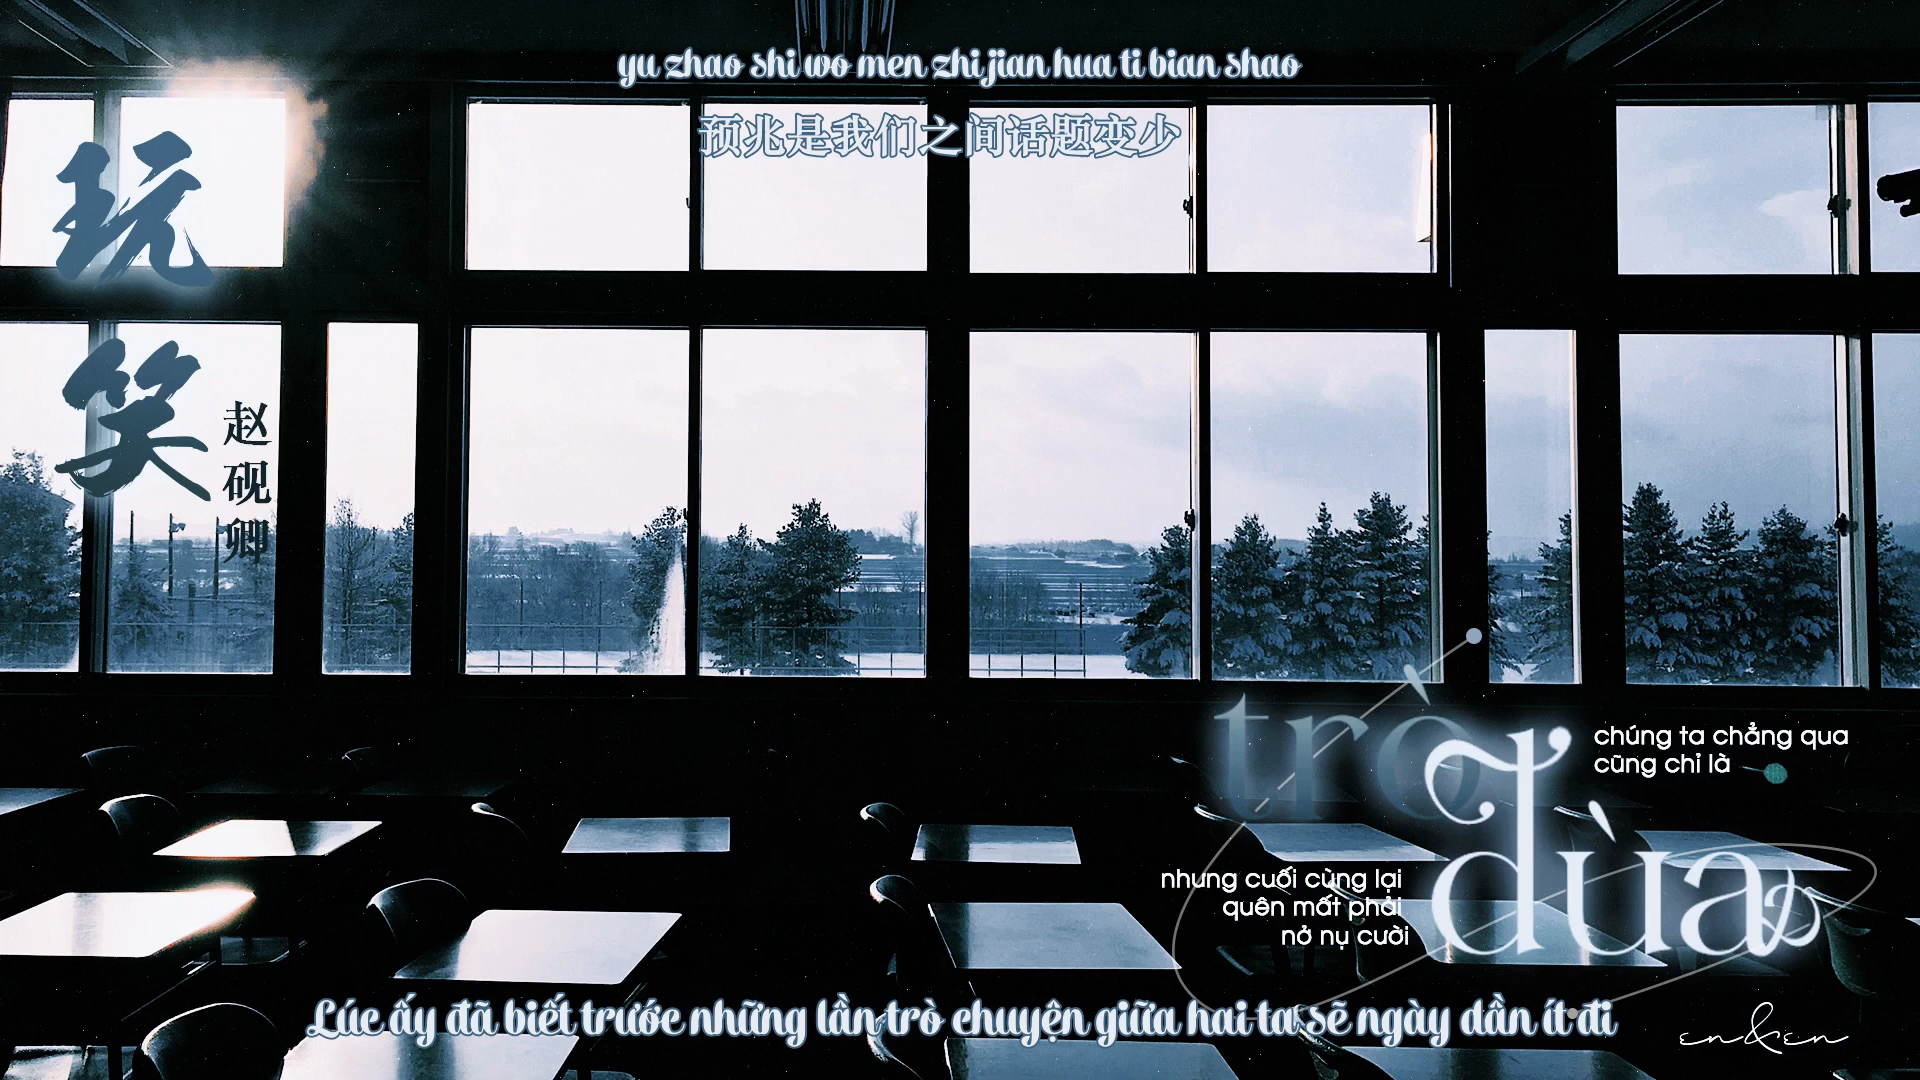 yu zhao shi wo men zhi jian hua ti bian shao
预兆是我们之间话题变少
玩笑
赵砚卿
trò
đùa
chúng ta chẳng qua
cũng chỉ là
nhưng cuối cùng lại
quên mất phải
nở nụ cười
Lúc ấy đã biết trước những lần trò chuyện giữa hai ta sẽ ngày dần ít đi
en&en